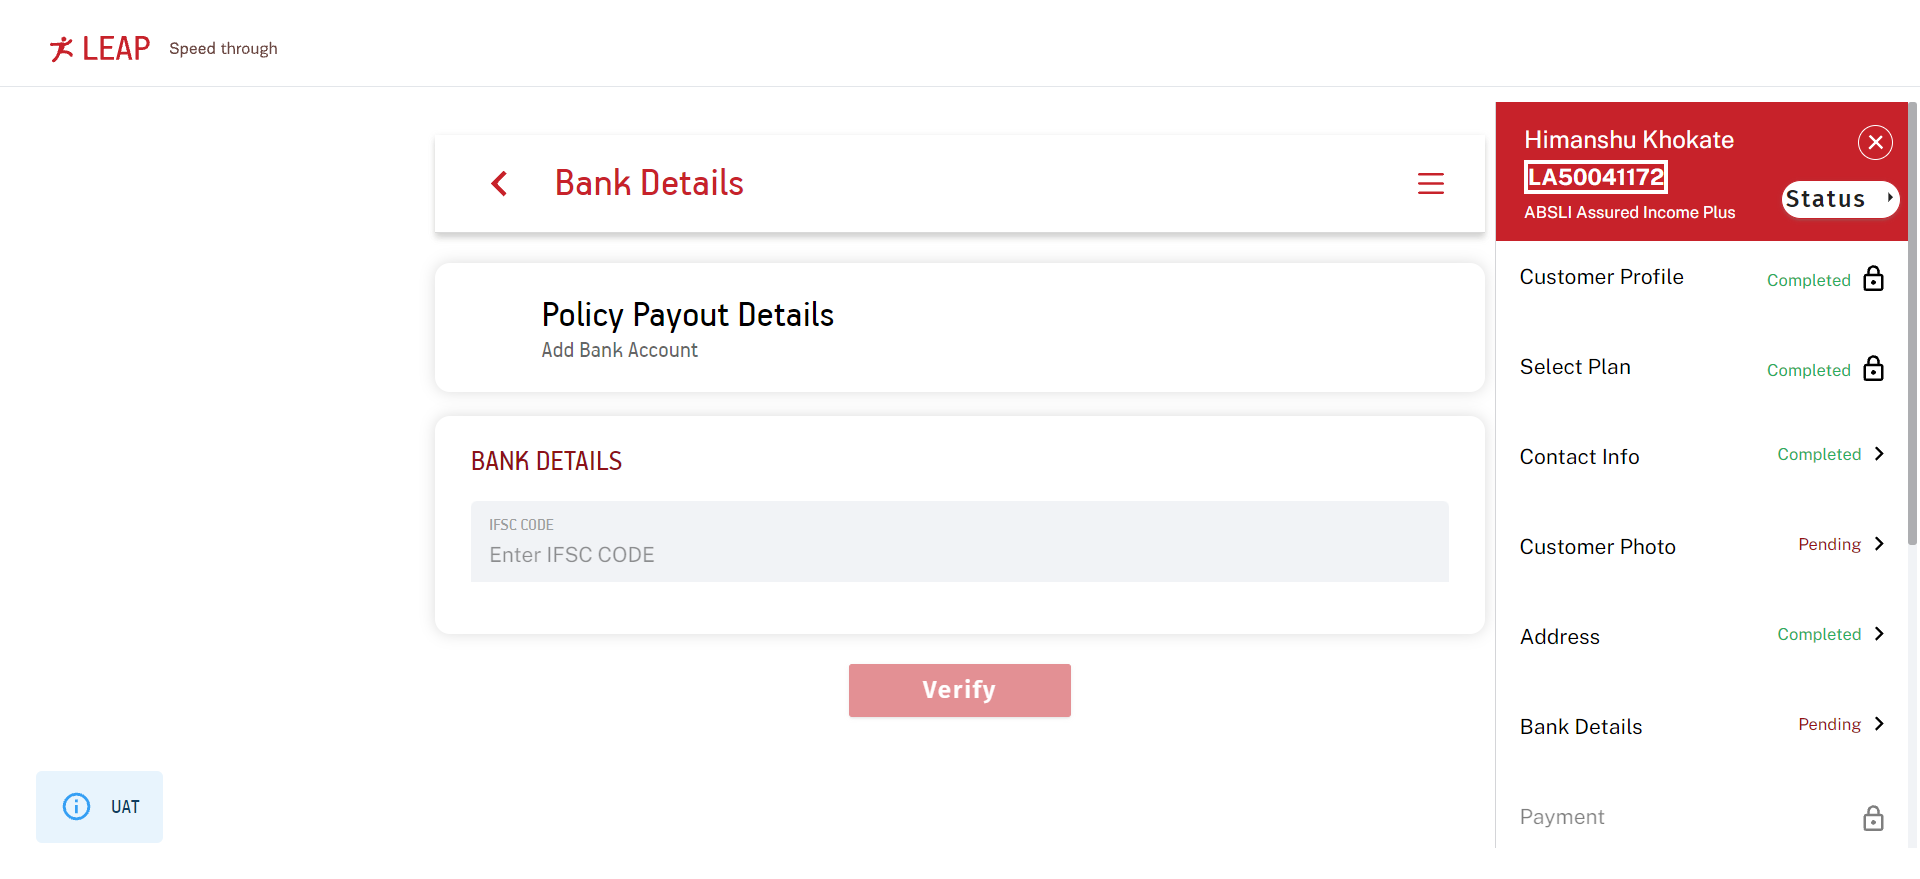 LEAP Speed through
Bank Details
Policy Payout Details
Add Bank Account
BANK DETAILS
IFSC CODE
Enter IFSC CODE
Verify
UAT
Himanshu Khokate
LA50041172
Status
ABSLI Assured Income Plus
Customer Profile Completed
Select Plan Completed
Contact Info Completed
Customer Photo Pending
Address Completed
Bank Details Pending
Payment